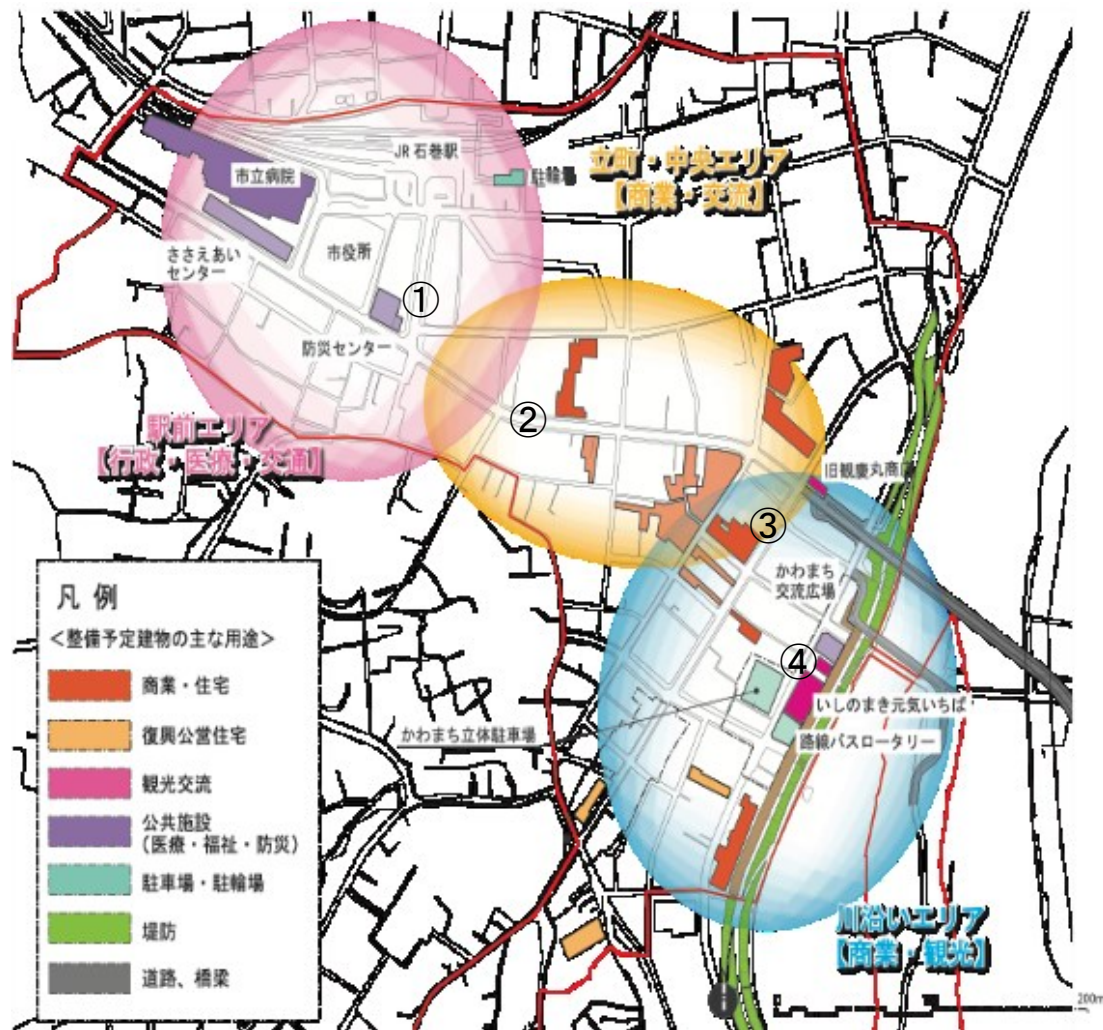 JR 石巻駅
市立病院
駐輪場
立町・中央エリア
【商業・交流】
ささえあい
センター
市役所
①
防災センター
②
駅前エリア
【行政・医療・交通】
旧観慶丸商店
③
かわまち
交流広場
④
いしのまき元気いちば
かわまち立体駐車場
路線バスロータリー
川沿いエリア
【商業・観光】
200m
凡 例
<整備予定建物の主な用途>
商業・住宅
復興公営住宅
観光交流
公共施設
(医療・福祉・防災)
駐車場・駐輪場
堤防
道路、橋梁